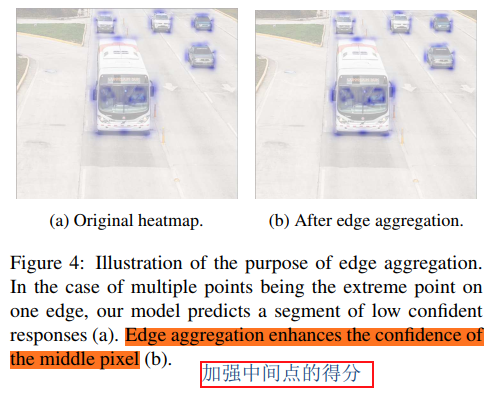 (a) Original heatmap.
(b) After edge aggregation.
Figure 4: Illustration of the purpose of edge aggregation.
In the case of multiple points being the extreme point on
one edge, our model predicts a segment of low confident
responses (a). Edge aggregation enhances the confidence of
the middle pixel (b).
加强中间点的得分